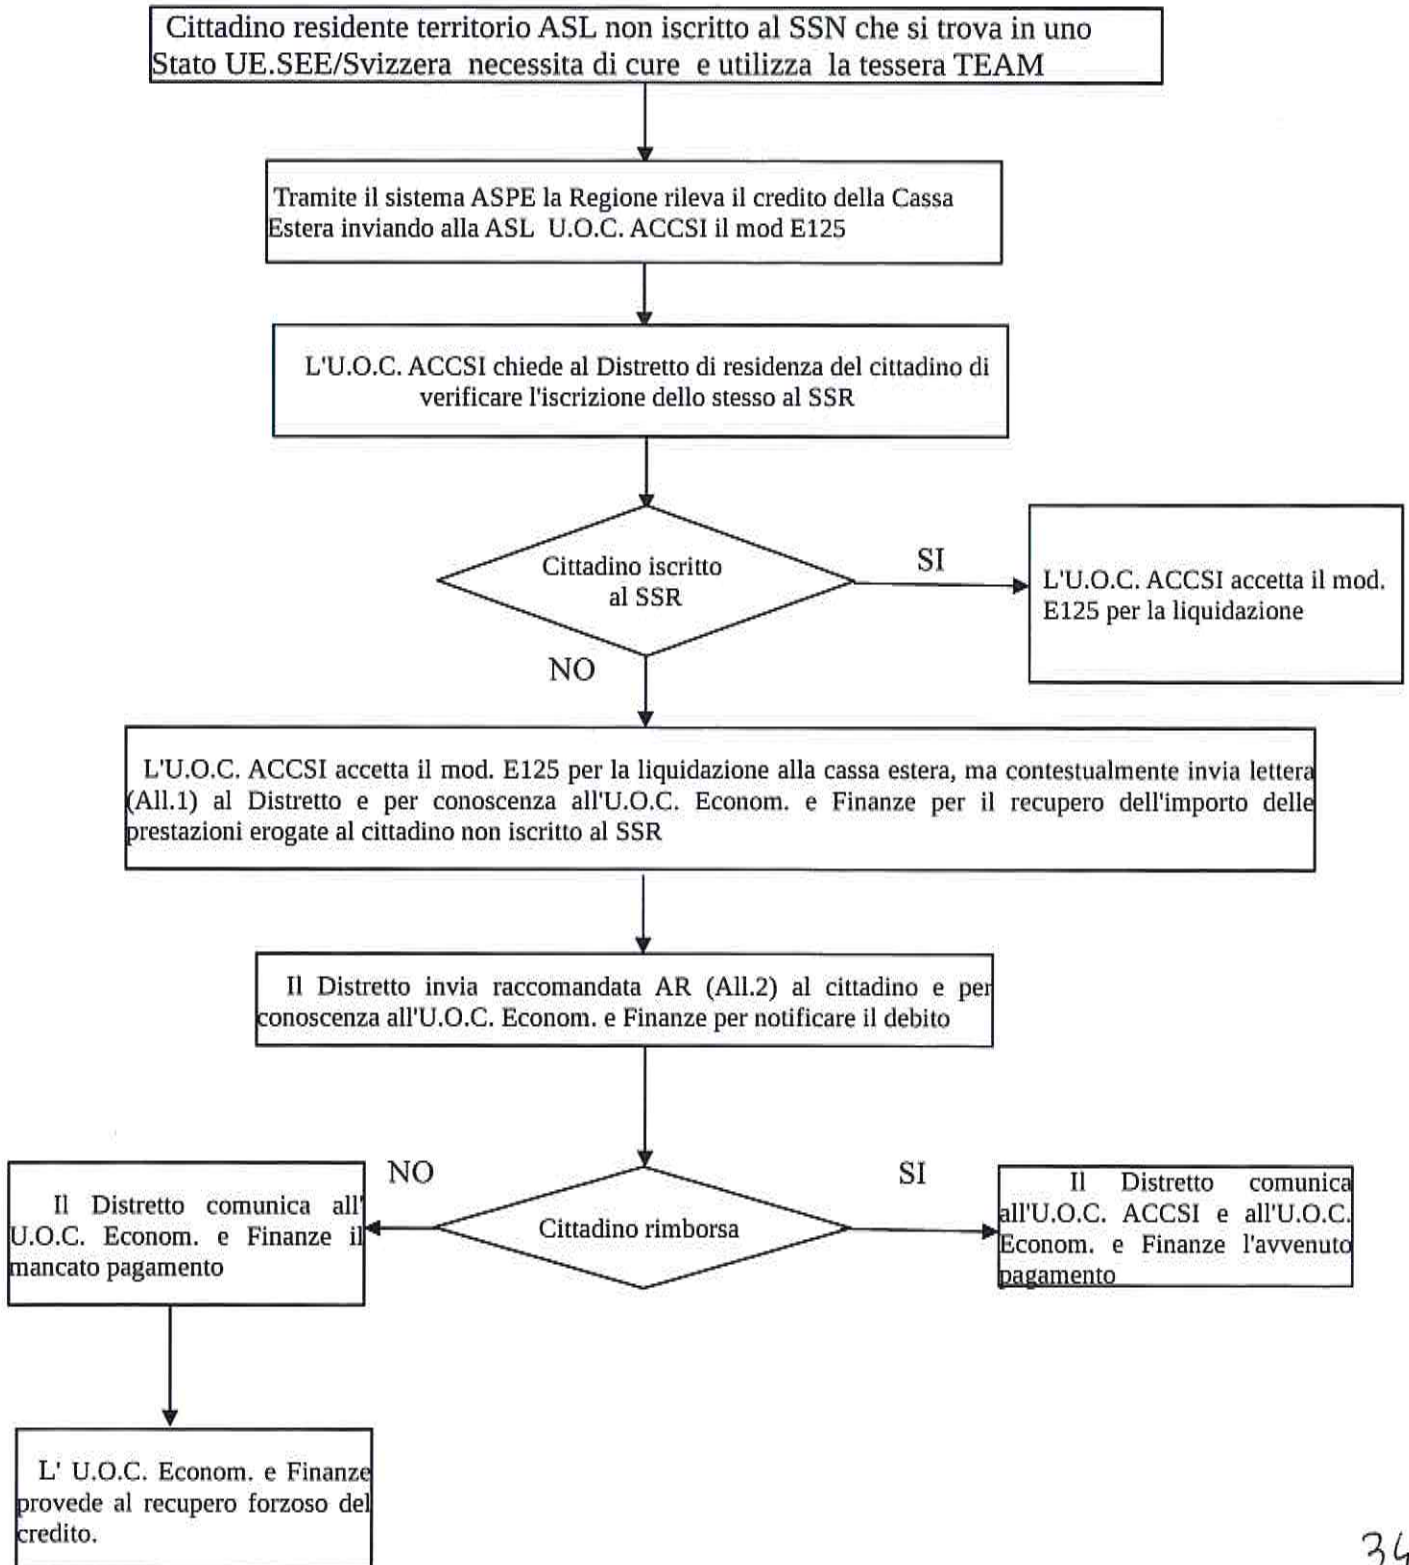 Cittadino residente territorio ASL non iscritto al SSN che si trova in uno
Stato UE.SEE/Svizzera necessita di cure e utilizza la tessera TEAM
Tramite il sistema ASPE la Regione rileva il credito della Cassa
Estera inviando alla ASL U.O.C. ACCSI il mod E125
L'U.O.C. ACCSI chiede al Distretto di residenza del cittadino di
verificare l'iscrizione dello stesso al SSR
Cittadino iscritto
al SSR
SI
L'U.O.C. ACCSI accetta il mod.
E125 per la liquidazione
NO
L'U.O.C. ACCSI accetta il mod. E125 per la liquidazione alla cassa estera, ma contestualmente invia lettera
(All.1) al Distretto e per conoscenza all'U.O.C. Econom. e Finanze per il recupero dell'importo delle
prestazioni erogate al cittadino non iscritto al SSR
Il Distretto invia raccomandata AR (All.2) al cittadino e per
conoscenza all'U.O.C. Econom. e Finanze per notificare il debito
Cittadino rimborsa
NO
Il Distretto comunica all'
U.O.C. Econom. e Finanze il
mancato pagamento
SI
Il Distretto comunica
all'U.O.C. ACCSI e all'U.O.C.
Econom. e Finanze l'avvenuto
pagamento
L' U.O.C. Econom. e Finanze
provede al recupero forzoso del
credito.